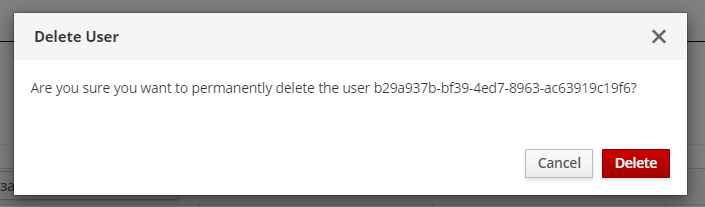 Delete User
Are you sure you want to permanently delete the user b29a937b-bf39-4ed7-8963-ac63919c19f6?
Cancel
Delete
за